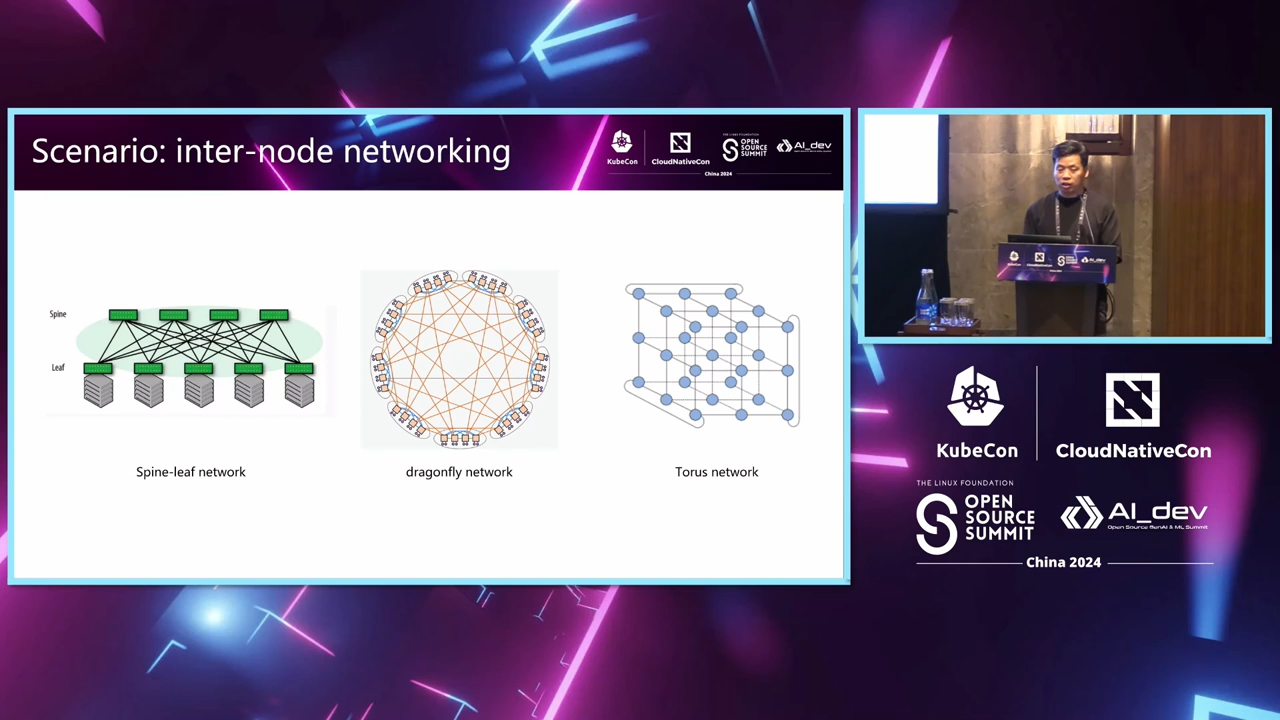 Scenario: inter-node networking
KubeCon
CloudNativeCon
THE LINUX FOUNDATION
OPEN
SOURCE
SUMMIT
AI_dev
China 2024
Spine
Leaf
Spine-leaf network
dragonfly network
Torus network
KubeCon
CloudNativeCon
THE LINUX FOUNDATION
OPEN
SOURCE
SUMMIT
AI_dev
Open Source GenAI & ML Summit
China 2024